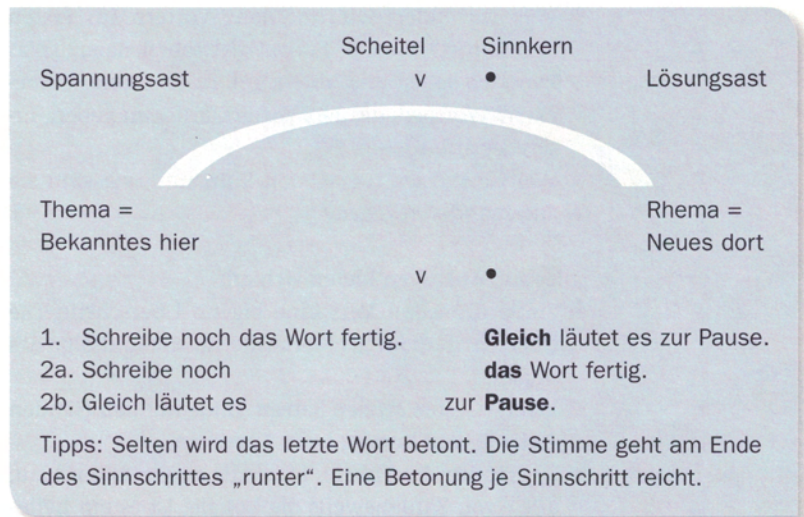 Scheitel Sinnkern
Spannungsast v • Lösungsast
Thema = Rhema =
Bekanntes hier Neues dort
v •
1. Schreibe noch das Wort fertig. Gleich läutet es zur Pause.
2a. Schreibe noch das Wort fertig.
2b. Gleich läutet es zur Pause.
Tipps: Selten wird das letzte Wort betont. Die Stimme geht am Ende
des Sinnschrittes „runter“. Eine Betonung je Sinnschritt reicht.